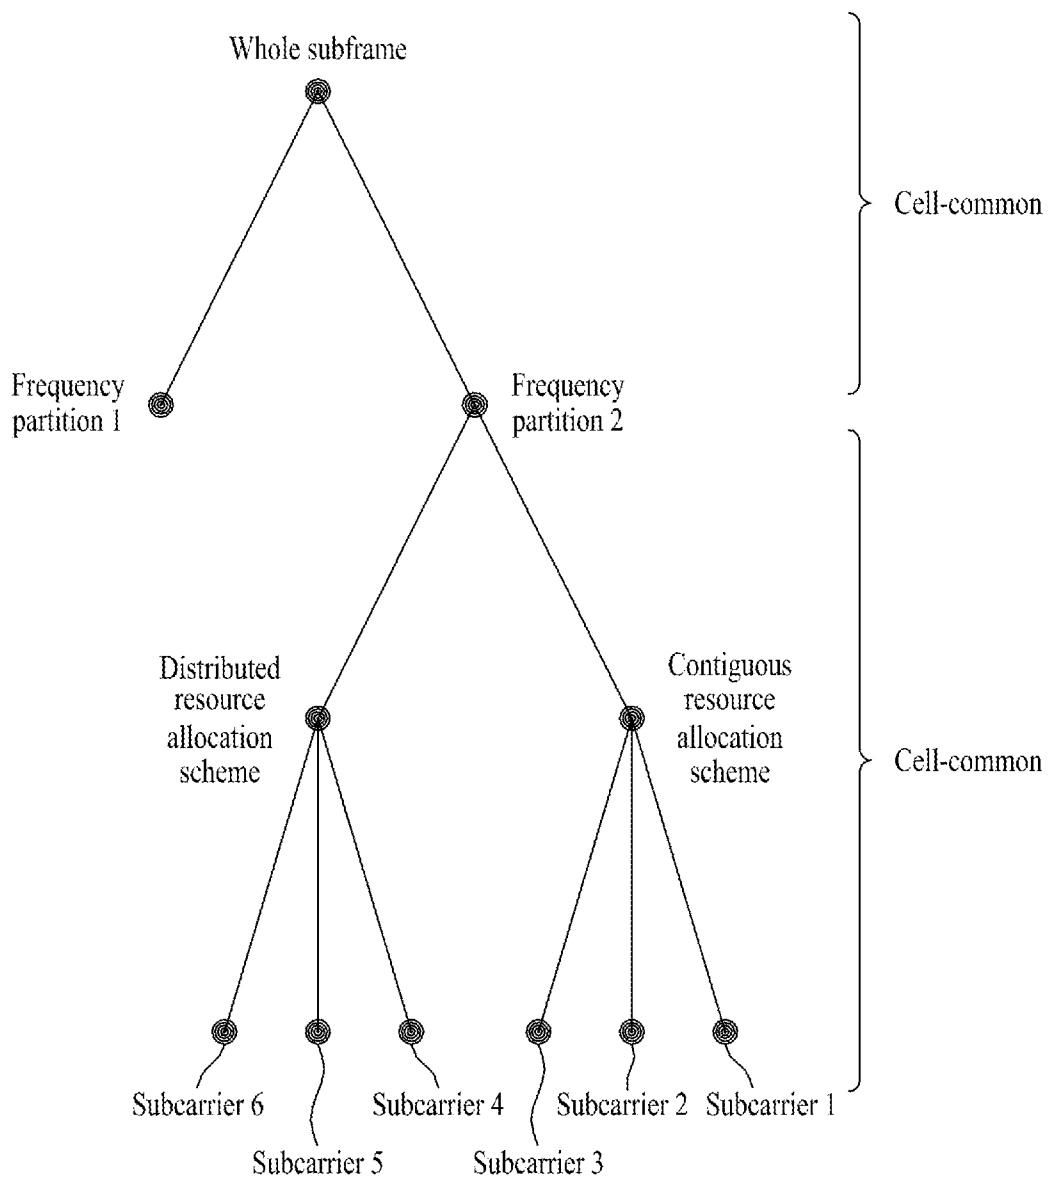 Whole subframe
Cell-common
Frequency
partition 1
Frequency
partition 2
Distributed
resource
allocation
scheme
Contiguous
resource
allocation
scheme
Cell-common
Subcarrier 6
Subcarrier 4
Subcarrier 2
Subcarrier 1
Subcarrier 5
Subcarrier 3